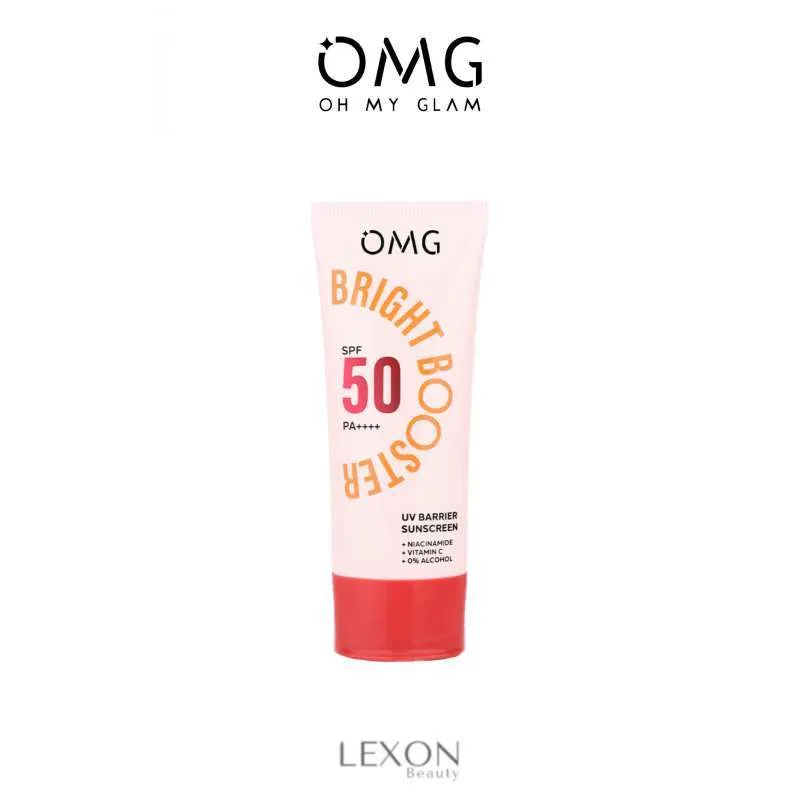 OMG
OH MY GLAM
OMG
BRIGHT BOOSTER
SPF
50
PA++++
UV BARRIER
SUNSCREEN
+ NIACINAMIDE
+ VITAMIN C
+ 0% ALCOHOL
LEXON
Beauty